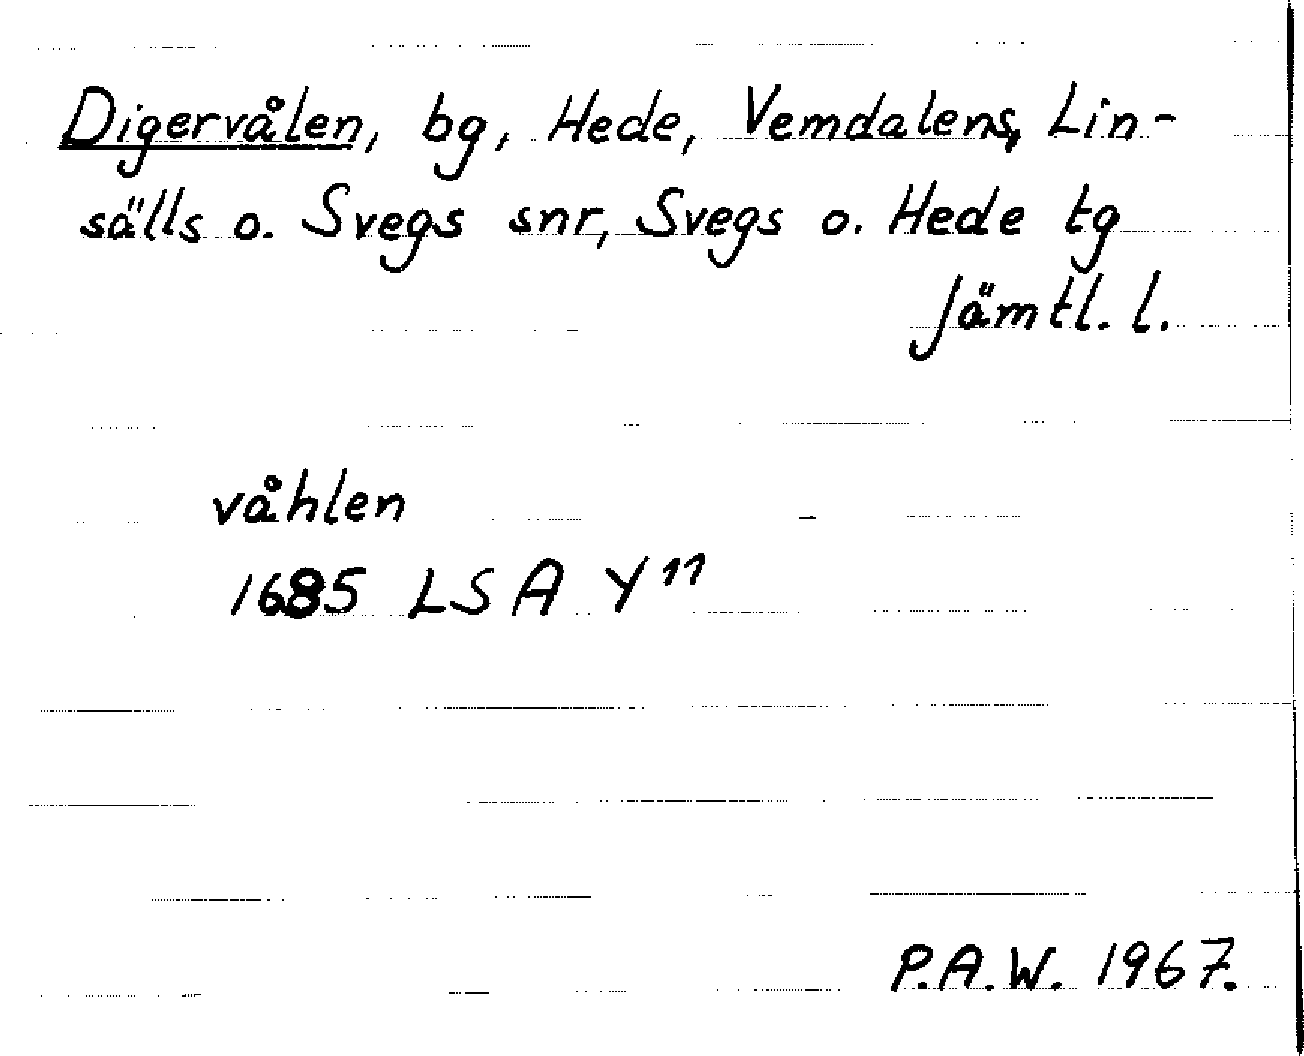 Digervålen, bg, Hede, Vemdalens, Lin-
sälls o. Svegs snr, Svegs o. Hede tg
Jämtl. l.
våhlen
1685 LSA Y¹¹
P.A.W. 1967.